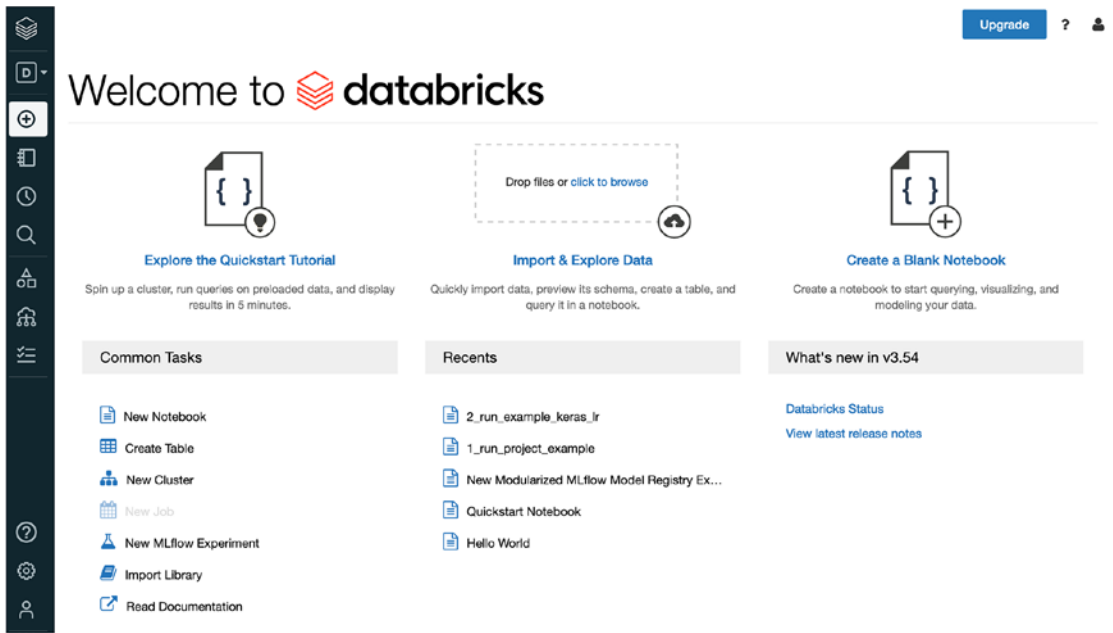 Upgrade ?
D
Welcome to databricks
{ }
Drop files or click to browse
{ }
Explore the Quickstart Tutorial
Spin up a cluster, run queries on preloaded data, and display
results in 5 minutes.
Import & Explore Data
Quickly import data, preview its schema, create a table, and
query it in a notebook.
Create a Blank Notebook
Create a notebook to start querying, visualizing, and
modeling your data.
Common Tasks
New Notebook
Create Table
New Cluster
New Job
New MLflow Experiment
Import Library
Read Documentation
Recents
2_run_example_keras_lr
1_run_project_example
New Modularized MLflow Model Registry Ex...
Quickstart Notebook
Hello World
What's new in v3.54
Databricks Status
View latest release notes